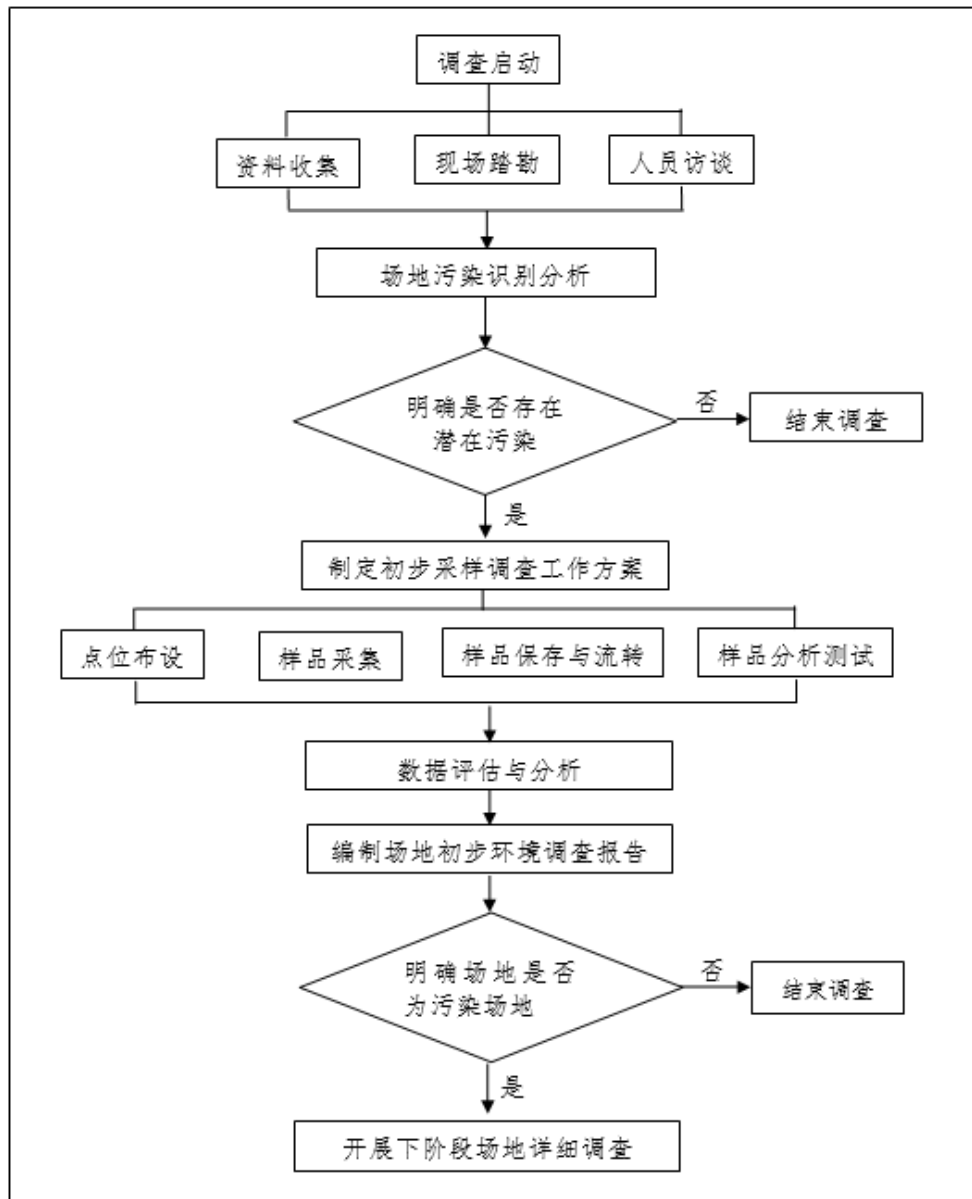 调查启动
资料收集
现场踏勘
人员访谈
场地污染识别分析
明确是否存在
潜在污染
否
结束调查
是
制定初步采样调查工作方案
点位布设
样品采集
样品保存与流转
样品分析测试
数据评估与分析
编制场地初步环境调查报告
明确场地是否
为污染场地
否
结束调查
是
开展下阶段场地详细调查